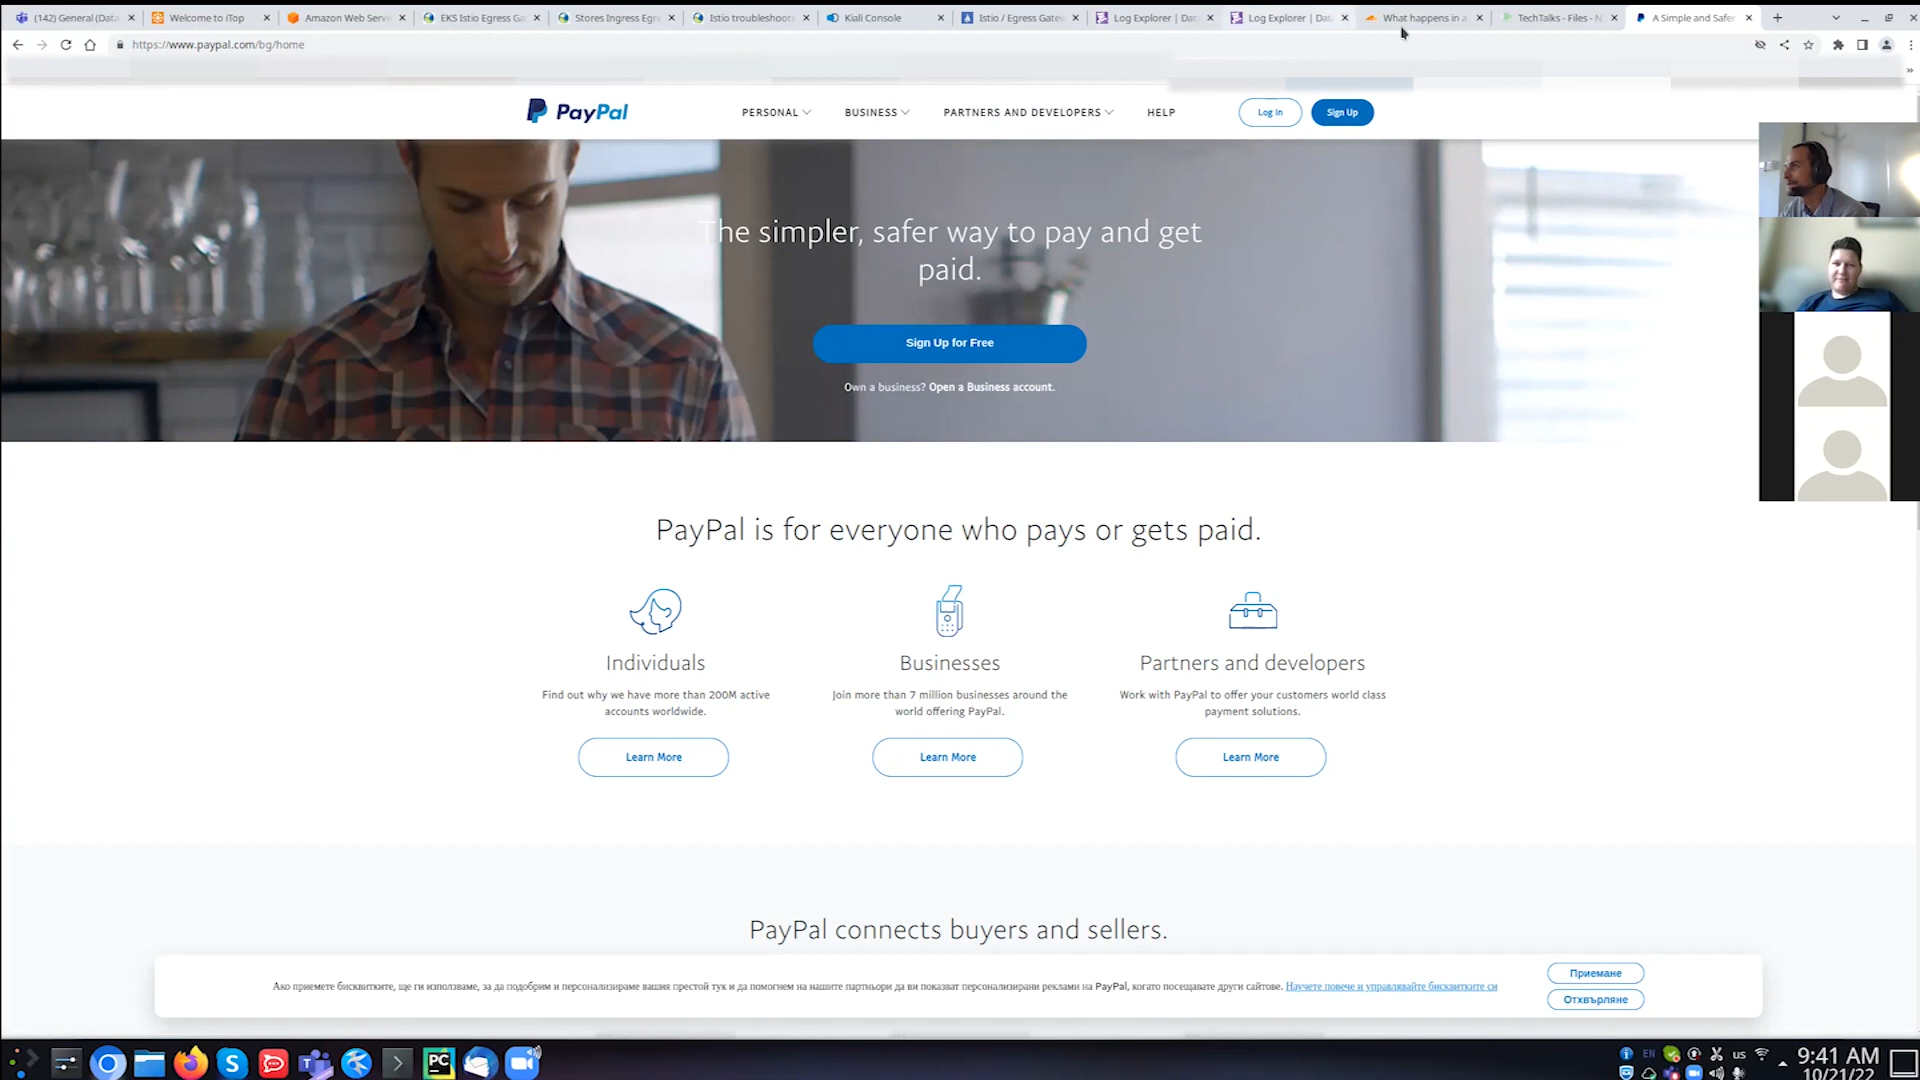 (142) General (Data
Welcome to iTop
Amazon Web Servi
EKS Istio Egress Ga
Stores Ingress Egre
Istio troubleshooti
Kiali Console
Istio / Egress Gatew
Log Explorer | Dat
Log Explorer | Data
What happens in a
TechTalks - Files - N
A Simple and Safer
https://www.paypal.com/bg/home
PayPal
PERSONAL
BUSINESS
PARTNERS AND DEVELOPERS
HELP
Log In
Sign Up
The simpler, safer way to pay and get
paid.
Sign Up for Free
Own a business? Open a Business account.
PayPal is for everyone who pays or gets paid.
Individuals
Find out why we have more than 200M active
accounts worldwide.
Learn More
Businesses
Join more than 7 million businesses around the
world offering PayPal.
Learn More
Partners and developers
Work with PayPal to offer your customers world class
payment solutions.
Learn More
PayPal connects buyers and sellers.
Ако приемете бисквитките, ще ги използваме, за да подобрим и персонализираме вашия престой тук и да помогнем на нашите партньори да ви показват персонализирани реклами на PayPal, когато посещавате други сайтове. Научете повече и управлявайте бисквитките си
Приемане
Отхвърляне
PC
EN
us
9:41 AM
10/21/22